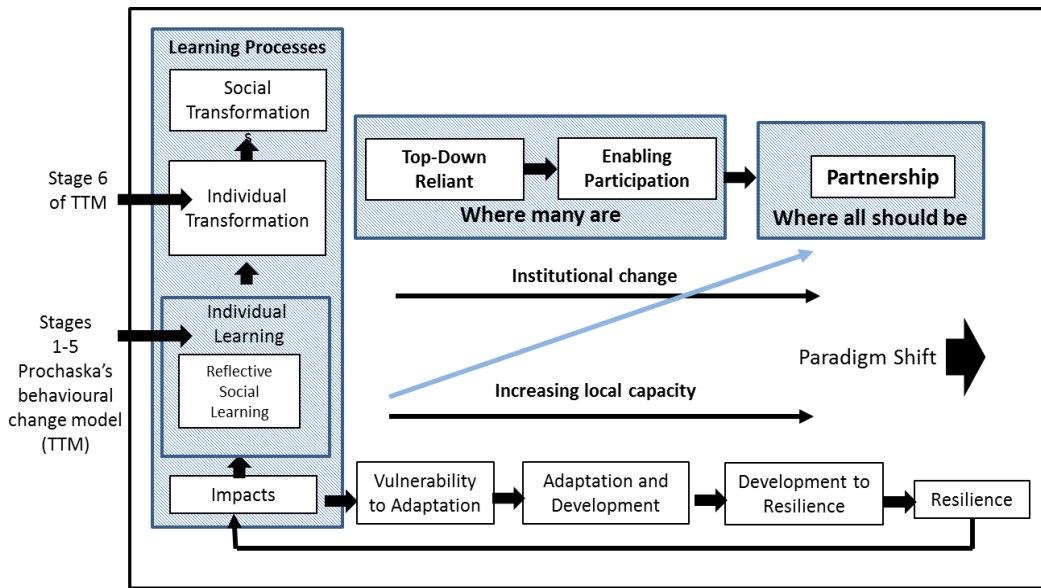 Learning Processes
Social
Transformation
s
Individual
Transformation
Individual
Learning
Reflective
Social
Learning
Impacts
Stage 6
of TTM
Stages
1-5
Prochaska’s
behavioural
change model
(TTM)
Top-Down
Reliant
Enabling
Participation
Where many are
Partnership
Where all should be
Institutional change
Increasing local capacity
Paradigm Shift
Vulnerability
to Adaptation
Adaptation and
Development
Development to
Resilience
Resilience